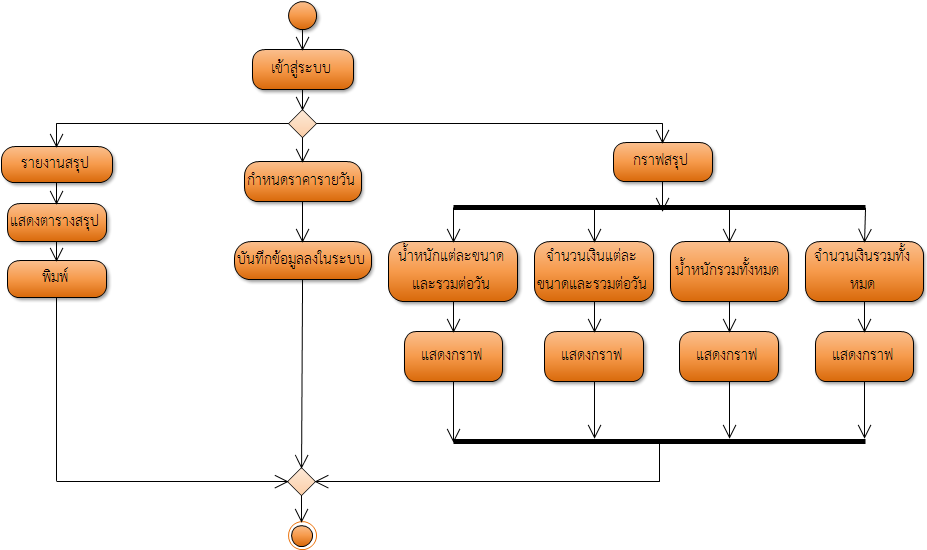 เข้าสู่ระบบ
รายงานสรุป
แสดงตารางสรุป
พิมพ์
กำหนดราคารายวัน
บันทึกข้อมูลลงในระบบ
กราฟสรุป
น้ำหนักแต่ละขนาด
และรวมต่อวัน
แสดงกราฟ
จำนวนเงินแต่ละ
ขนาดและรวมต่อวัน
แสดงกราฟ
น้ำหนักรวมทั้งหมด
แสดงกราฟ
จำนวนเงินรวมทั้ง
หมด
แสดงกราฟ